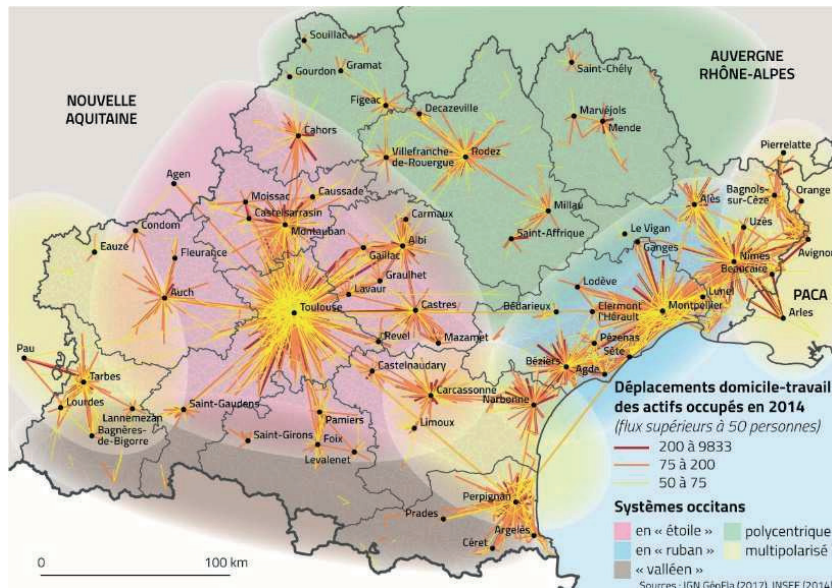 Souillac
Gourdon
Gramat
AUVERGNE
RHÔNE-ALPES
Saint-Chély
NOUVELLE
AQUITAINE
Figeac
Decazeville
Marvéjols
Mende
Cahors
Pierrelatte
Villefranche-
de-Rouergue
Rodez
Agen
Moissac
Caussade
Bagnols-
sur-Cèze
Orange
Castelsarrasin
Montauban
Carmaux
Millau
Alès
Condom
Albi
Saint-Affrique
Le Vigan
Uzès
Eauze
Fleurance
Gaillac
Ganges
Nîmes
Avignon
Graulhet
Beaucaire
Auch
Lavaur
Lodève
Lunel
PACA
Toulouse
Castres
Bédarieux
Clermont
l'Hérault
Montpellier
Arles
Revel
Mazamet
Pézenas
Pau
Béziers
Sète
Tarbes
Castelnaudary
Agde
Carcassonne
Lourdes
Lannemezan
Saint-Gaudens
Pamiers
Narbonne
Bagnères-
de-Bigorre
Saint-Girons
Foix
Limoux
Levalenet
Perpignan
Prades
Argelès
Céret
0 100 km
Déplacements domicile-travail
des actifs occupés en 2014
(flux supérieurs à 50 personnes)
200 à 9833
75 à 200
50 à 75
Systèmes occitans
en « étoile » polycentrique
en « ruban » multipolarisé
« valléen »
Sources : IGN GéoFla (2017), INSEE (2014)